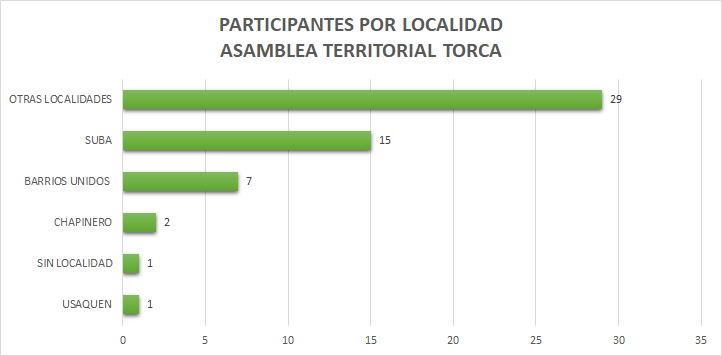 PARTICIPANTES POR LOCALIDAD
ASAMBLEA TERRITORIAL TORCA
OTRAS LOCALIDADES 29
SUBA 15
BARRIOS UNIDOS 7
CHAPINERO 2
SIN LOCALIDAD 1
USAQUEN 1
0 5 10 15 20 25 30 35